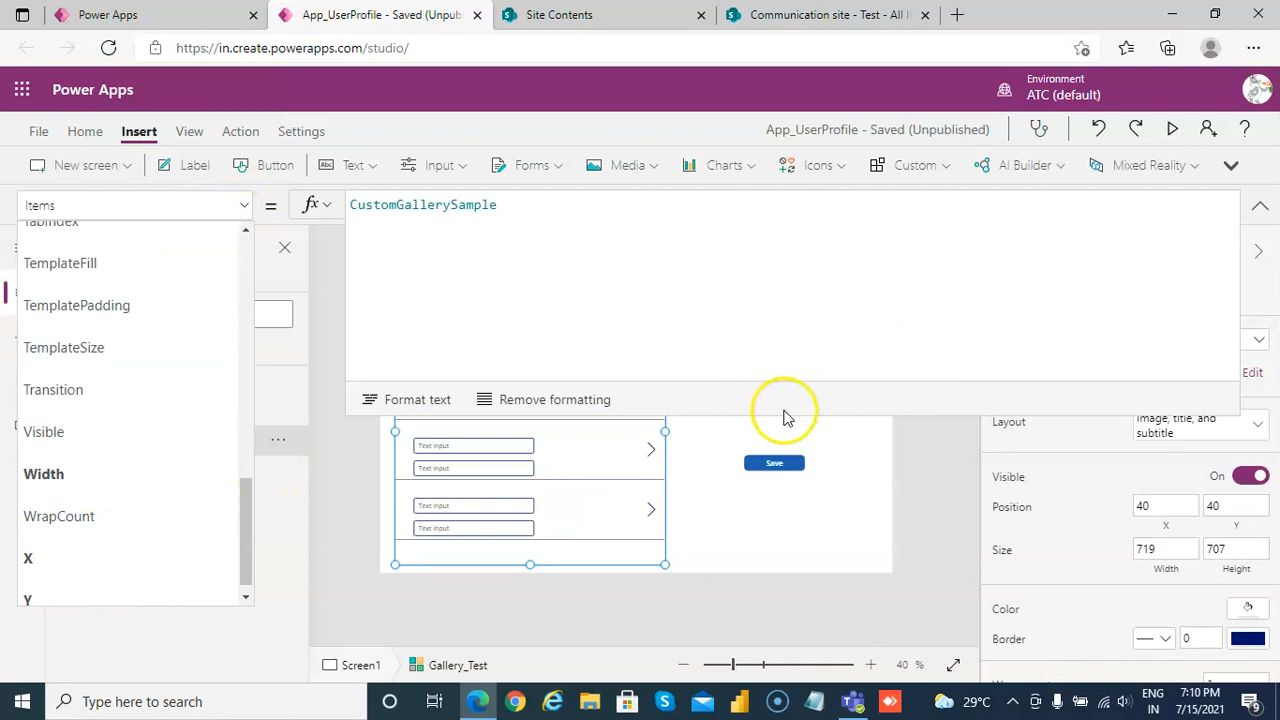 Power Apps
App_UserProfile - Saved (Unpub
Site Contents
Communication site - Test - All I
https://in.create.powerapps.com/studio/
Power Apps
Environment
ATC (default)
File
Home
Insert
View
Action
Settings
App_UserProfile - Saved (Unpublished)
New screen
Label
Button
Text
Input
Forms
Media
Charts
Icons
Custom
AI Builder
Mixed Reality
Items
=
fx
CustomGallerySample
TabIndex
TemplateFill
TemplatePadding
TemplateSize
Transition
Visible
Width
WrapCount
X
Y
Format text
Remove formatting
Text input
Text input
Text input
Text input
Save
Edit
Layout
Image, title, and
subtitle
Visible
On
Position
40
40
X
Y
Size
719
707
Width
Height
Color
Border
0
Screen1
Gallery_Test
40 %
Type here to search
29°C
ENG
IN
7:10 PM
7/15/2021